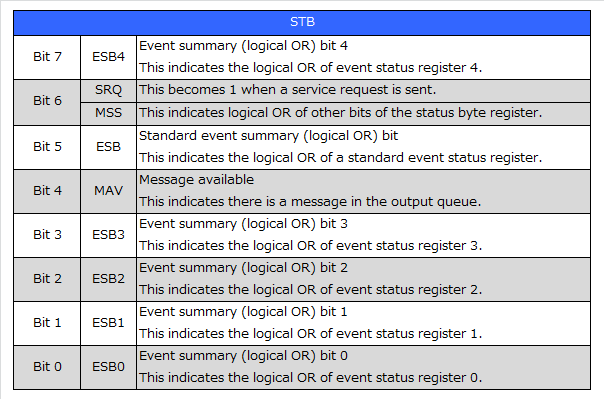 STB
Bit 7 ESB4 Event summary (logical OR) bit 4
This indicates the logical OR of event status register 4.
Bit 6 SRQ This becomes 1 when a service request is sent.
MSS This indicates logical OR of other bits of the status byte register.
Bit 5 ESB Standard event summary (logical OR) bit
This indicates the logical OR of a standard event status register.
Bit 4 MAV Message available
This indicates there is a message in the output queue.
Bit 3 ESB3 Event summary (logical OR) bit 3
This indicates the logical OR of event status register 3.
Bit 2 ESB2 Event summary (logical OR) bit 2
This indicates the logical OR of event status register 2.
Bit 1 ESB1 Event summary (logical OR) bit 1
This indicates the logical OR of event status register 1.
Bit 0 ESB0 Event summary (logical OR) bit 0
This indicates the logical OR of event status register 0.